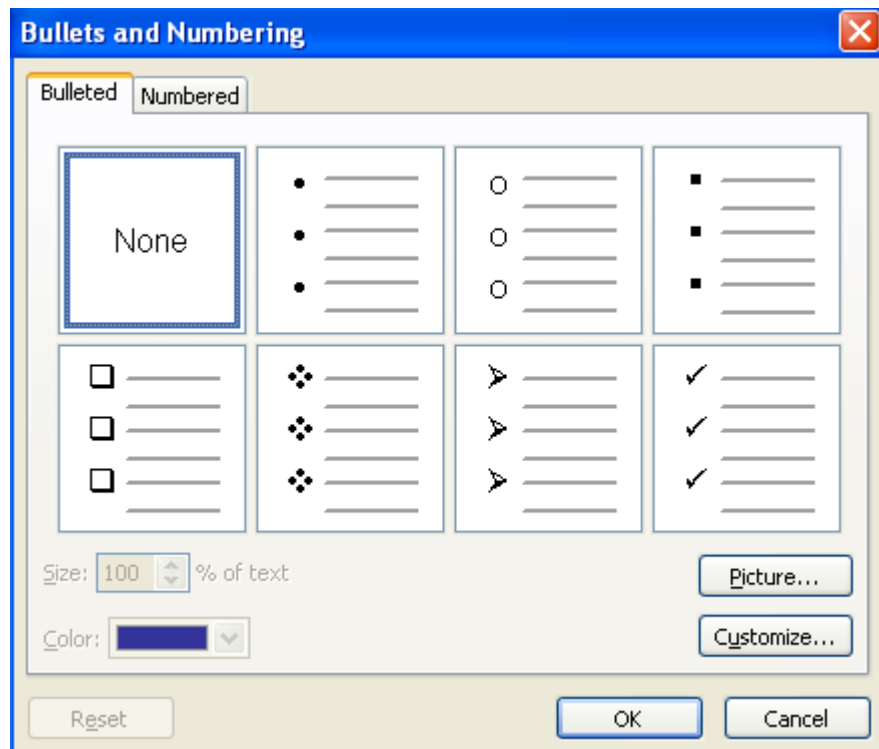 Bullets and Numbering
Bulleted Numbered
None
Size: 100 % of text
Picture...
Color:
Customize...
Reset OK Cancel